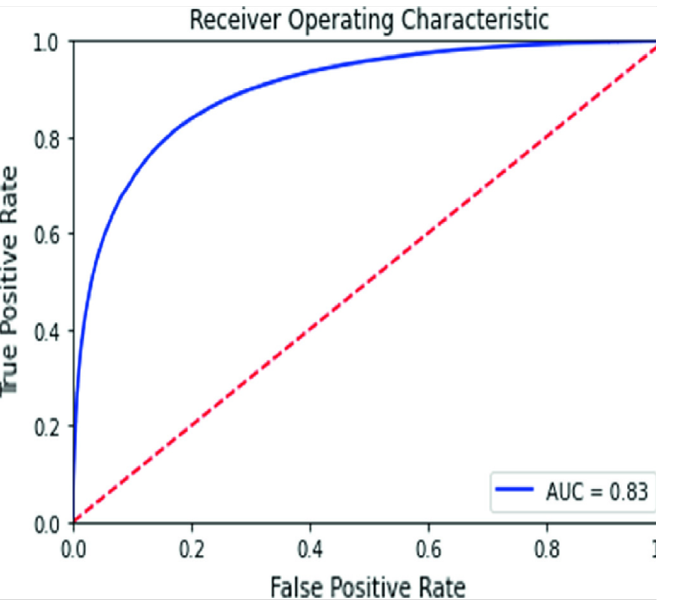 Receiver Operating Characteristic
1.0
0.8
0.6
0.4
0.2
0.0
True Positive Rate
AUC = 0.83
0.0 0.2 0.4 0.6 0.8 1
False Positive Rate